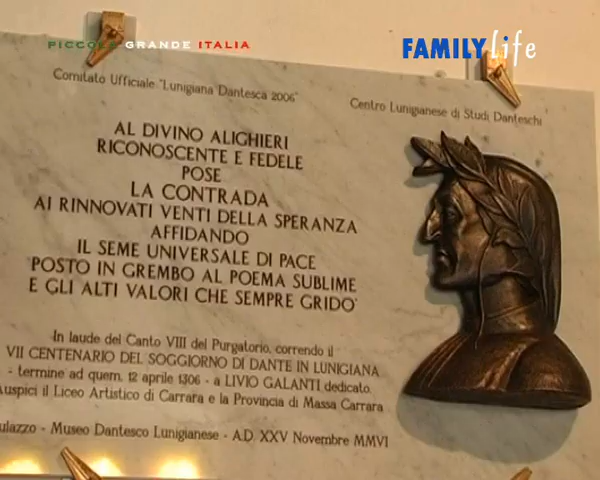 PICCOLA GRANDE ITALIA
FAMILY life
Comitato Ufficiale "Lunigiana Dantesca 2006"
Centro Lunigianese di Studi Danteschi
AL DIVINO ALIGHIERI
RICONOSCENTE E FEDELE
POSE
LA CONTRADA
AI RINNOVATI VENTI DELLA SPERANZA
AFFIDANDO
IL SEME UNIVERSALE DI PACE
POSTO IN GREMBO AL POEMA SUBLIME
E GLI ALTI VALORI CHE SEMPRE GRIDO'
In laude del Canto VIII del Purgatorio, correndo il
VII CENTENARIO DEL SOGGIORNO DI DANTE IN LUNIGIANA
- termine ad quem, 12 aprile 1306 - a LIVIO GALANTI dedicato.
auspici il Liceo Artistico di Carrara e la Provincia di Massa Carrara
ulazzo - Museo Dantesco Lunigianese - A.D. XXV Novembre MMVI